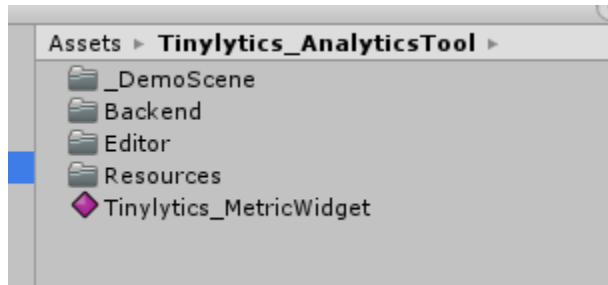 Assets ▸ Tinylytics_AnalyticsTool ▸
_DemoScene
Backend
Editor
Resources
Tinylytics_MetricWidget